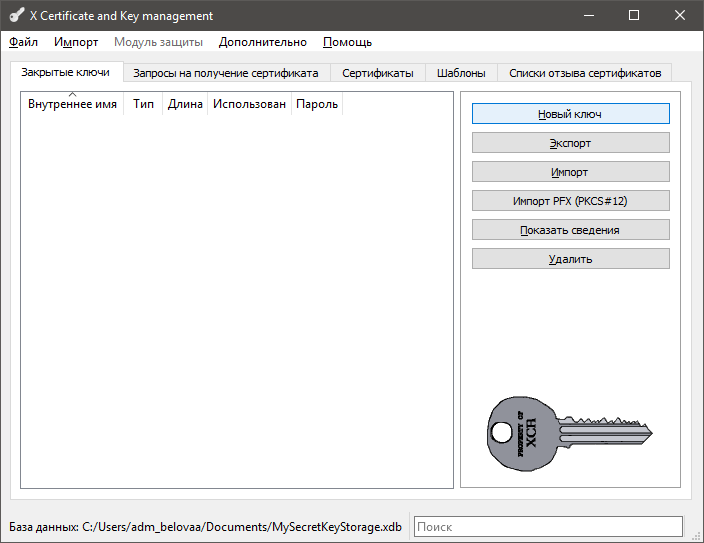 X Certificate and Key management
Файл Импорт Модуль защиты Дополнительно Помощь
Закрытые ключи Запросы на получение сертификата Сертификаты Шаблоны Списки отзыва сертификатов
Внутреннее имя Тип Длина Использован Пароль
Новый ключ
Экспорт
Импорт
Импорт PFX (PKCS#12)
Показать сведения
Удалить
PROPERTY OF
XCA
База данных: C:/Users/adm_belovaa/Documents/MySecretKeyStorage.xdb
Поиск